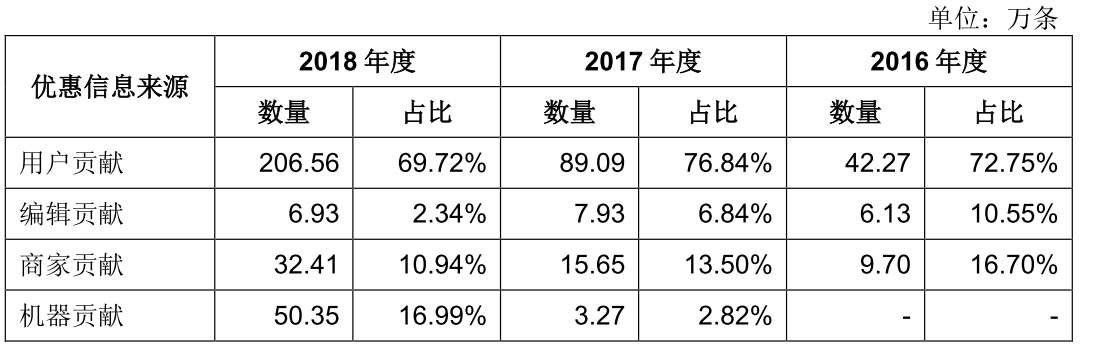 单位：万条
优惠信息来源 2018 年度 2017 年度 2016 年度
数量 占比 数量 占比 数量 占比
用户贡献 206.56 69.72% 89.09 76.84% 42.27 72.75%
编辑贡献 6.93 2.34% 7.93 6.84% 6.13 10.55%
商家贡献 32.41 10.94% 15.65 13.50% 9.70 16.70%
机器贡献 50.35 16.99% 3.27 2.82% - -